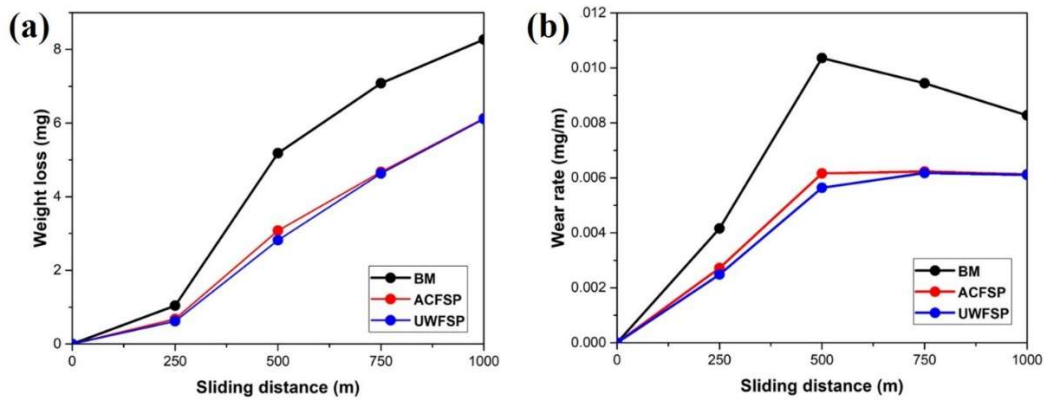 (a)
8
6
4
2
0
Weight loss (mg)
BM
ACFSP
UWFSP
0 250 500 750 1000
Sliding distance (m)
(b)
0.012
0.010
0.008
0.006
0.004
0.002
0.000
Wear rate (mg/m)
BM
ACFSP
UWFSP
0 250 500 750 1000
Sliding distance (m)